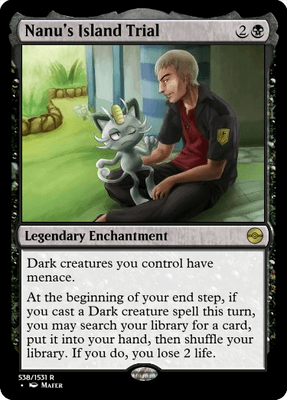 Nanu's Island Trial 2
Legendary Enchantment
Dark creatures you control have
menace.
At the beginning of your end step, if
you cast a Dark creature spell this turn,
you may search your library for a card,
put it into your hand, then shuffle your
library. If you do, you lose 2 life.
538/1531 R
• Maier